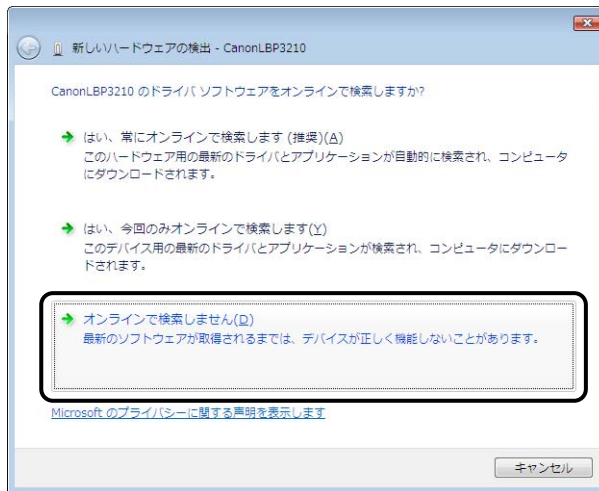 新しいハードウェアの検出 - CanonLBP3210
CanonLBP3210 のドライバ ソフトウェアをオンラインで検索しますか?
はい、常にオンラインで検索します (推奨)(A)
このハードウェア用の最新のドライバとアプリケーションが自動的に検索され、コンピュータ
にダウンロードされます。
はい、今回のみオンラインで検索します(Y)
このデバイス用の最新のドライバとアプリケーションが検索され、コンピュータにダウンロー
ドされます。
オンラインで検索しません(D)
最新のソフトウェアが取得されるまでは、デバイスが正しく機能しないことがあります。
Microsoft のプライバシーに関する声明を表示します
キャンセル